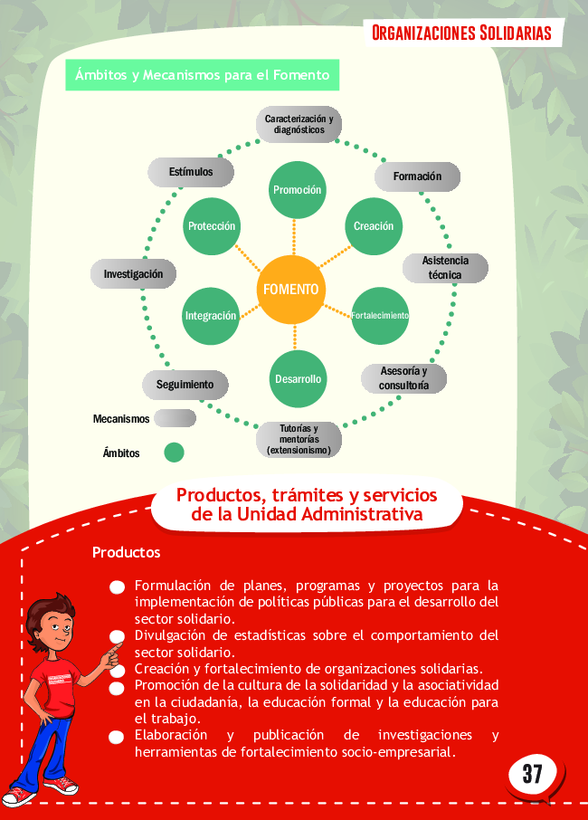 Organizaciones Solidarias
Ámbitos y Mecanismos para el Fomento
Caracterización y
diagnósticos
Estímulos
Formación
Promoción
Protección
Creación
Investigación
FOMENTO
Asistencia
técnica
Integración
Fortalecimiento
Desarrollo
Seguimiento
Asesoría y
consultoría
Mecanismos
Tutorías y
mentorías
(extensionismo)
Ámbitos
Productos, trámites y servicios
de la Unidad Administrativa
Productos
Formulación de planes, programas y proyectos para la
implementación de políticas públicas para el desarrollo del
sector solidario.
Divulgación de estadísticas sobre el comportamiento del
sector solidario.
Creación y fortalecimiento de organizaciones solidarias.
Promoción de la cultura de la solidaridad y la asociatividad
en la ciudadanía, la educación formal y la educación para
el trabajo.
Elaboración y publicación de investigaciones y
herramientas de fortalecimiento socio-empresarial.
37